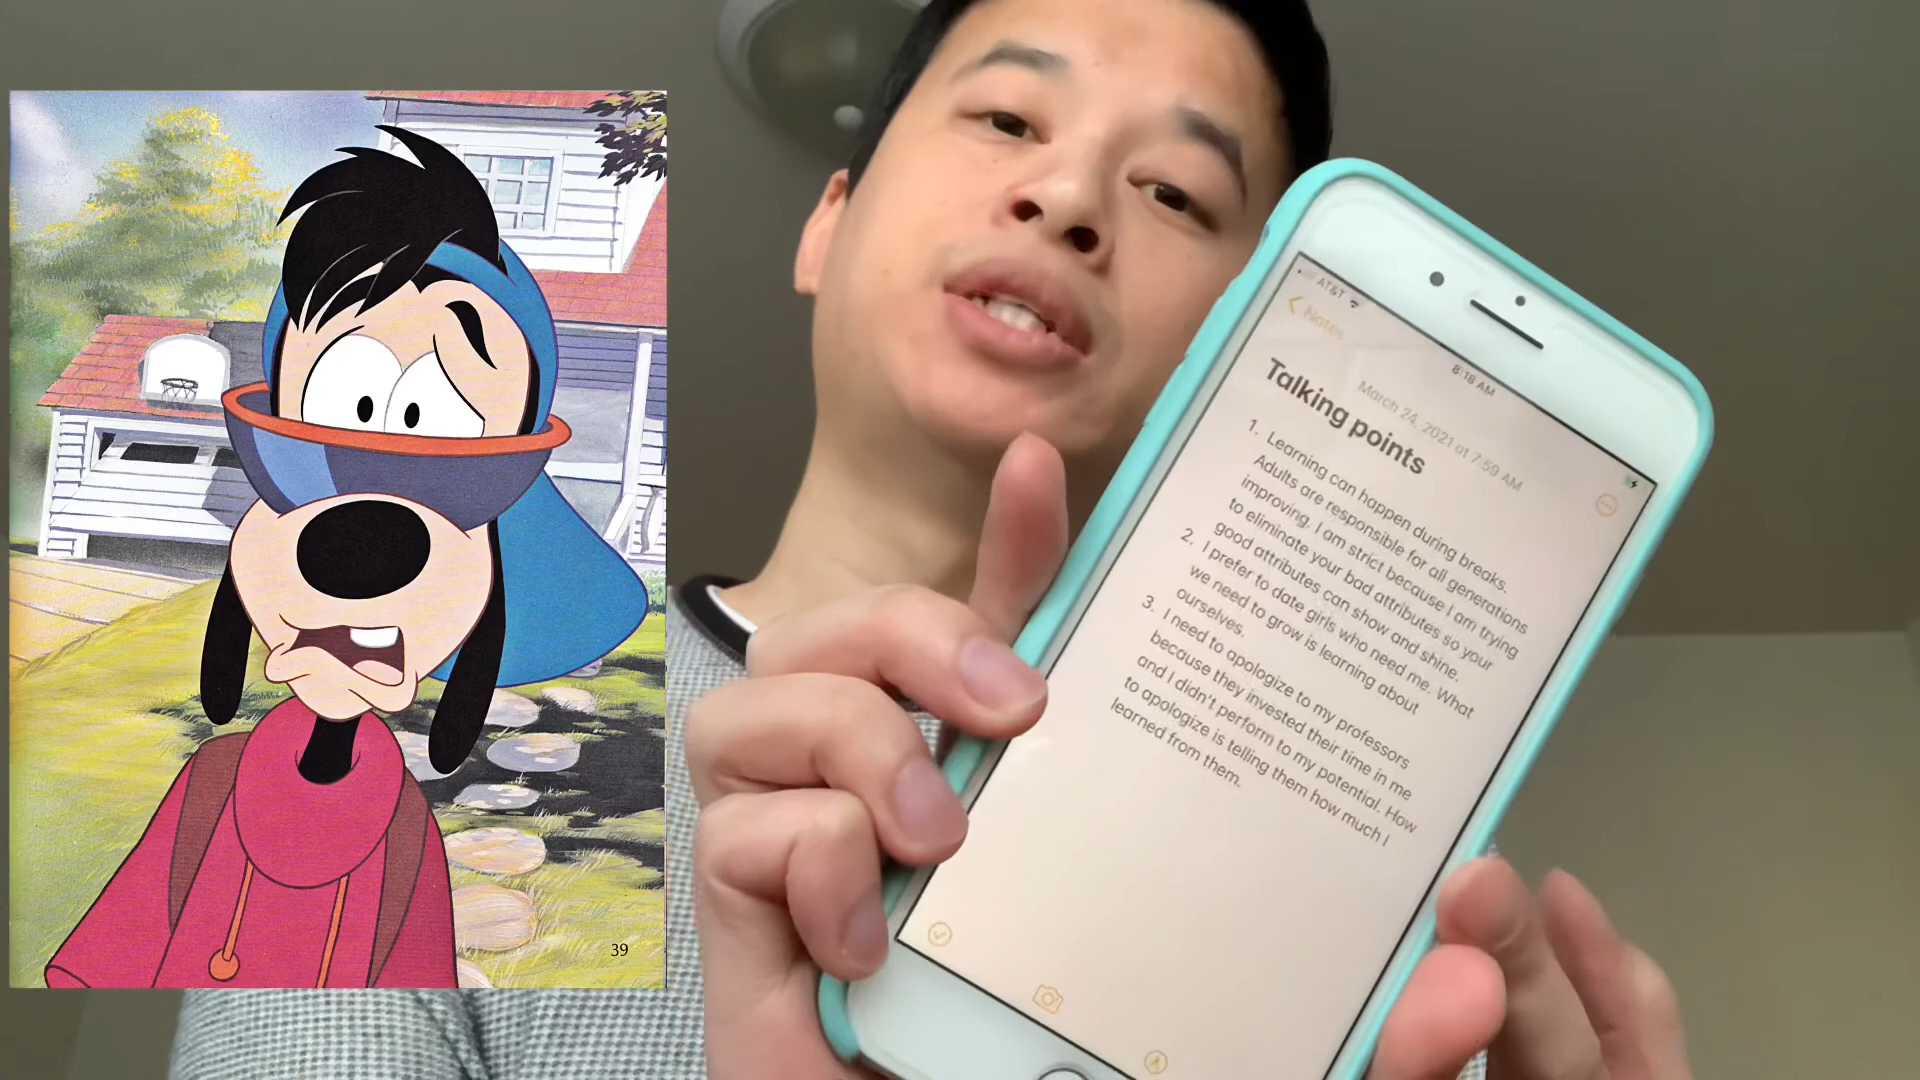 39
AT&T
8:18 AM
Notes
March 24, 2021 at 7:59 AM
Talking points
1. Learning can happen during breaks.
Adults are responsible for all generations
improving. I am strict because I am trying
to eliminate your bad attributes so your
good attributes can show and shine.
2. I prefer to date girls who need me. What
we need to grow is learning about
ourselves.
3. I need to apologize to my professors
because they invested their time in me
and I didn't perform to my potential. How
to apologize is telling them how much I
learned from them.